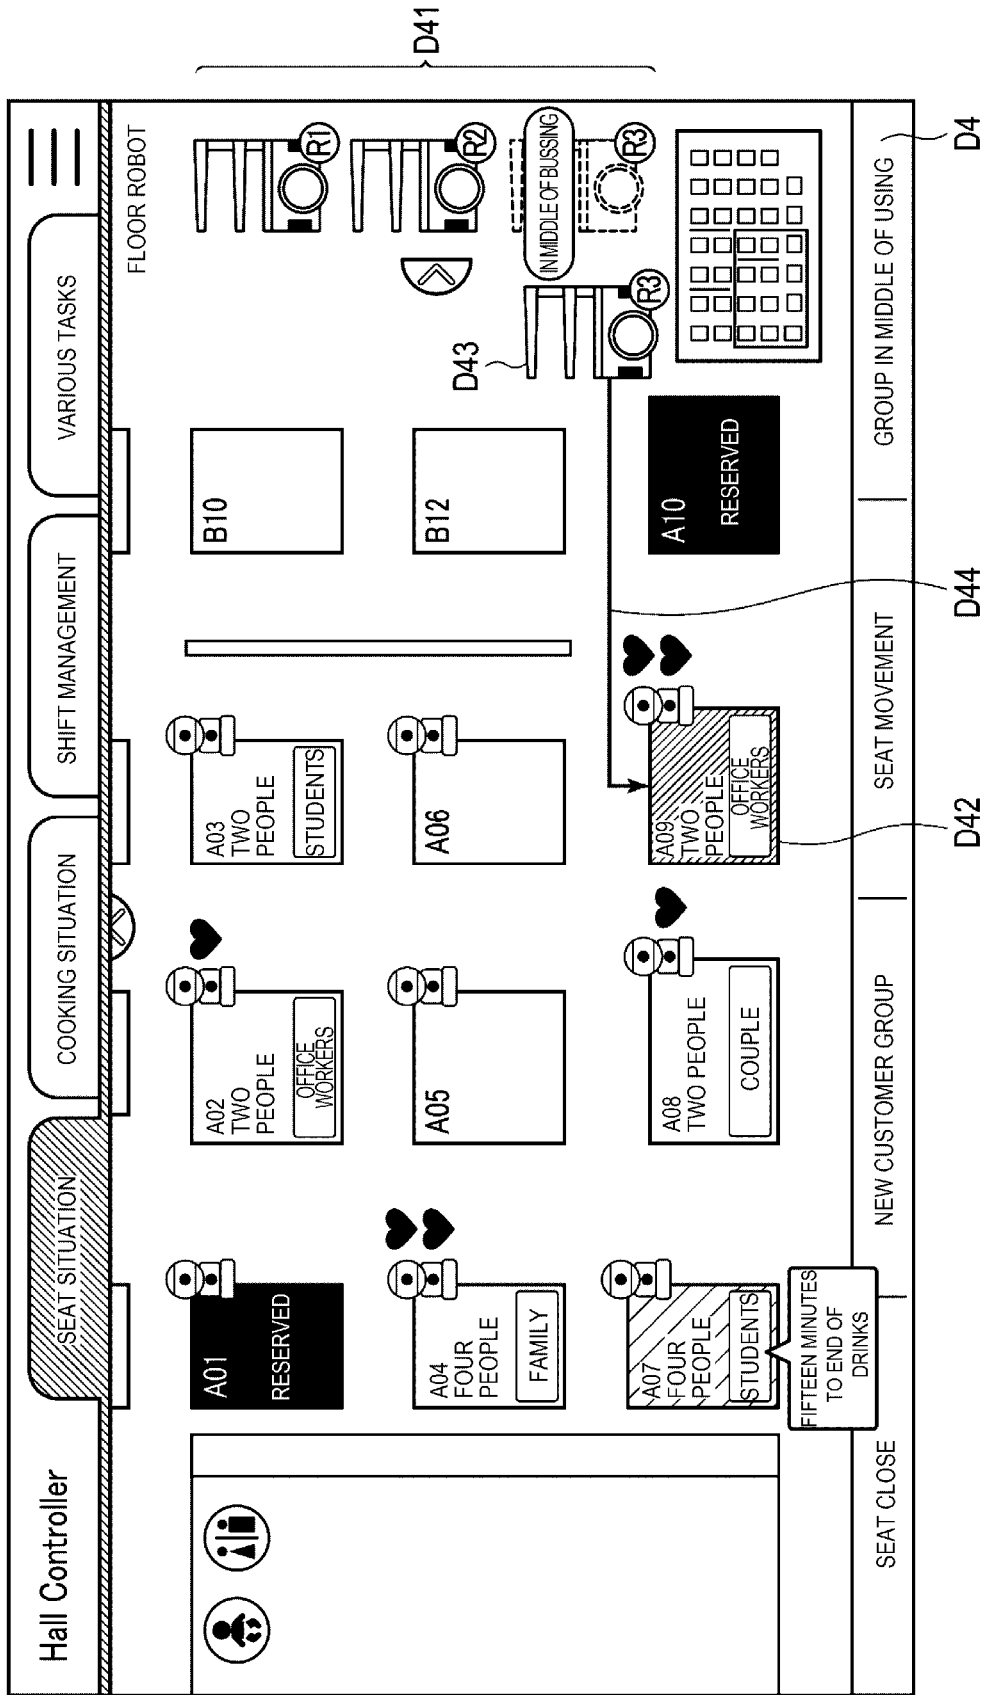 Hall Controller
SEAT SITUATION
COOKING SITUATION
SHIFT MANAGEMENT
VARIOUS TASKS
FLOOR ROBOT
A01
RESERVED
A02
TWO
PEOPLE
OFFICE
WORKERS
A03
TWO
PEOPLE
STUDENTS
B10
R1
D41
A04
FOUR
PEOPLE
FAMILY
A05
A06
B12
R2
IN MIDDLE OF BUSSING
R3
D43
R3
A07
FOUR
PEOPLE
STUDENTS
A08
TWO PEOPLE
COUPLE
A09
TWO
PEOPLE
OFFICE
WORKERS
A10
RESERVED
FIFTEEN MINUTES
TO END OF
DRINKS
SEAT CLOSE
NEW CUSTOMER GROUP
SEAT MOVEMENT
GROUP IN MIDDLE OF USING
D42
D44
D4